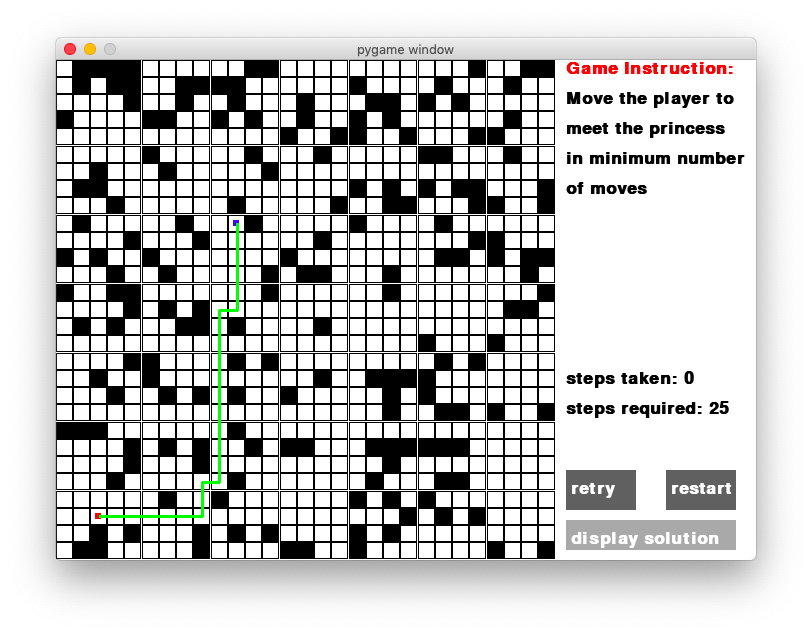 pygame window
Game Instruction:
Move the player to
meet the princess
in minimum number
of moves
steps taken: 0
steps required: 25
retry
restart
display solution